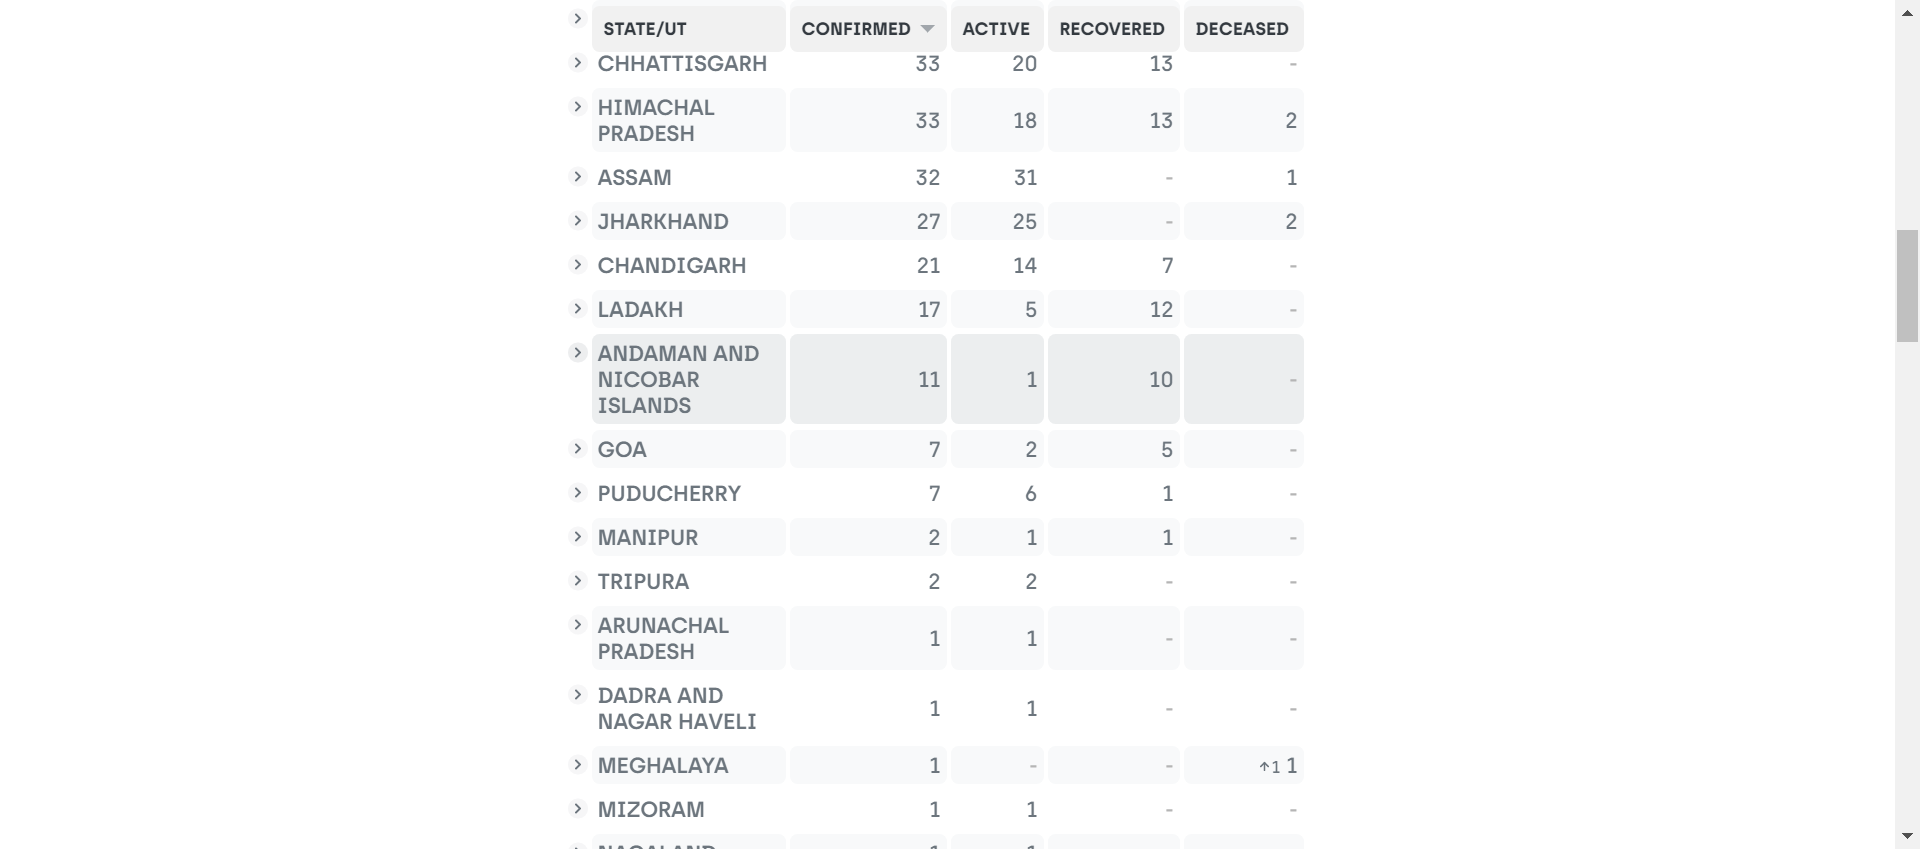 STATE/UT CONFIRMED ACTIVE RECOVERED DECEASED
CHHATTISGARH 33 20 13 -
HIMACHAL
PRADESH 33 18 13 2
ASSAM 32 31 - 1
JHARKHAND 27 25 - 2
CHANDIGARH 21 14 7 -
LADAKH 17 5 12 -
ANDAMAN AND
NICOBAR 11 1 10 -
ISLANDS
GOA 7 2 5 -
PUDUCHERRY 7 6 1 -
MANIPUR 2 1 1 -
TRIPURA 2 2 - -
ARUNACHAL
PRADESH 1 1 - -
DADRA AND
NAGAR HAVELI 1 1 - -
MEGHALAYA 1 - - ↑1 1
MIZORAM 1 1 - -
NAGALAND 1 1